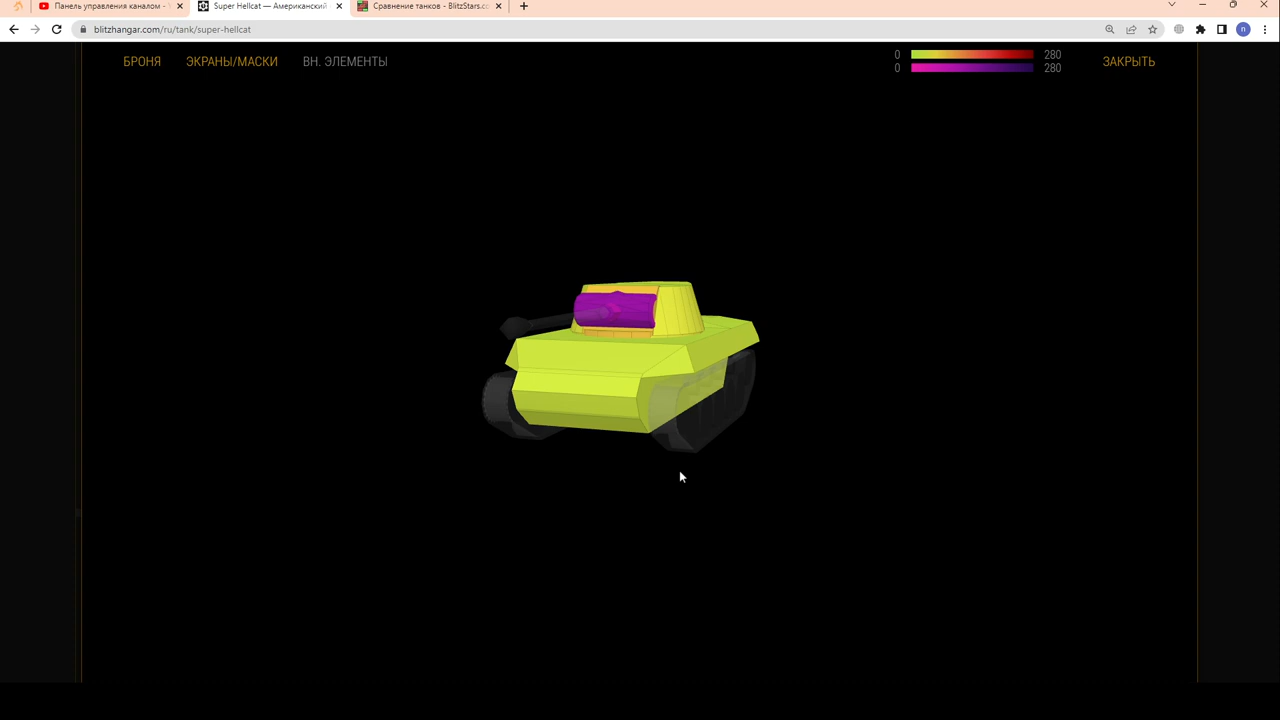 Панель управления каналом -
Super Hellcat — Американский
Сравнение танков - BlitzStars.co
blitzhangar.com/ru/tank/super-hellcat
n
БРОНЯ ЭКРАНЫ/МАСКИ ВН. ЭЛЕМЕНТЫ
0 280
0 280
ЗАКРЫТЬ